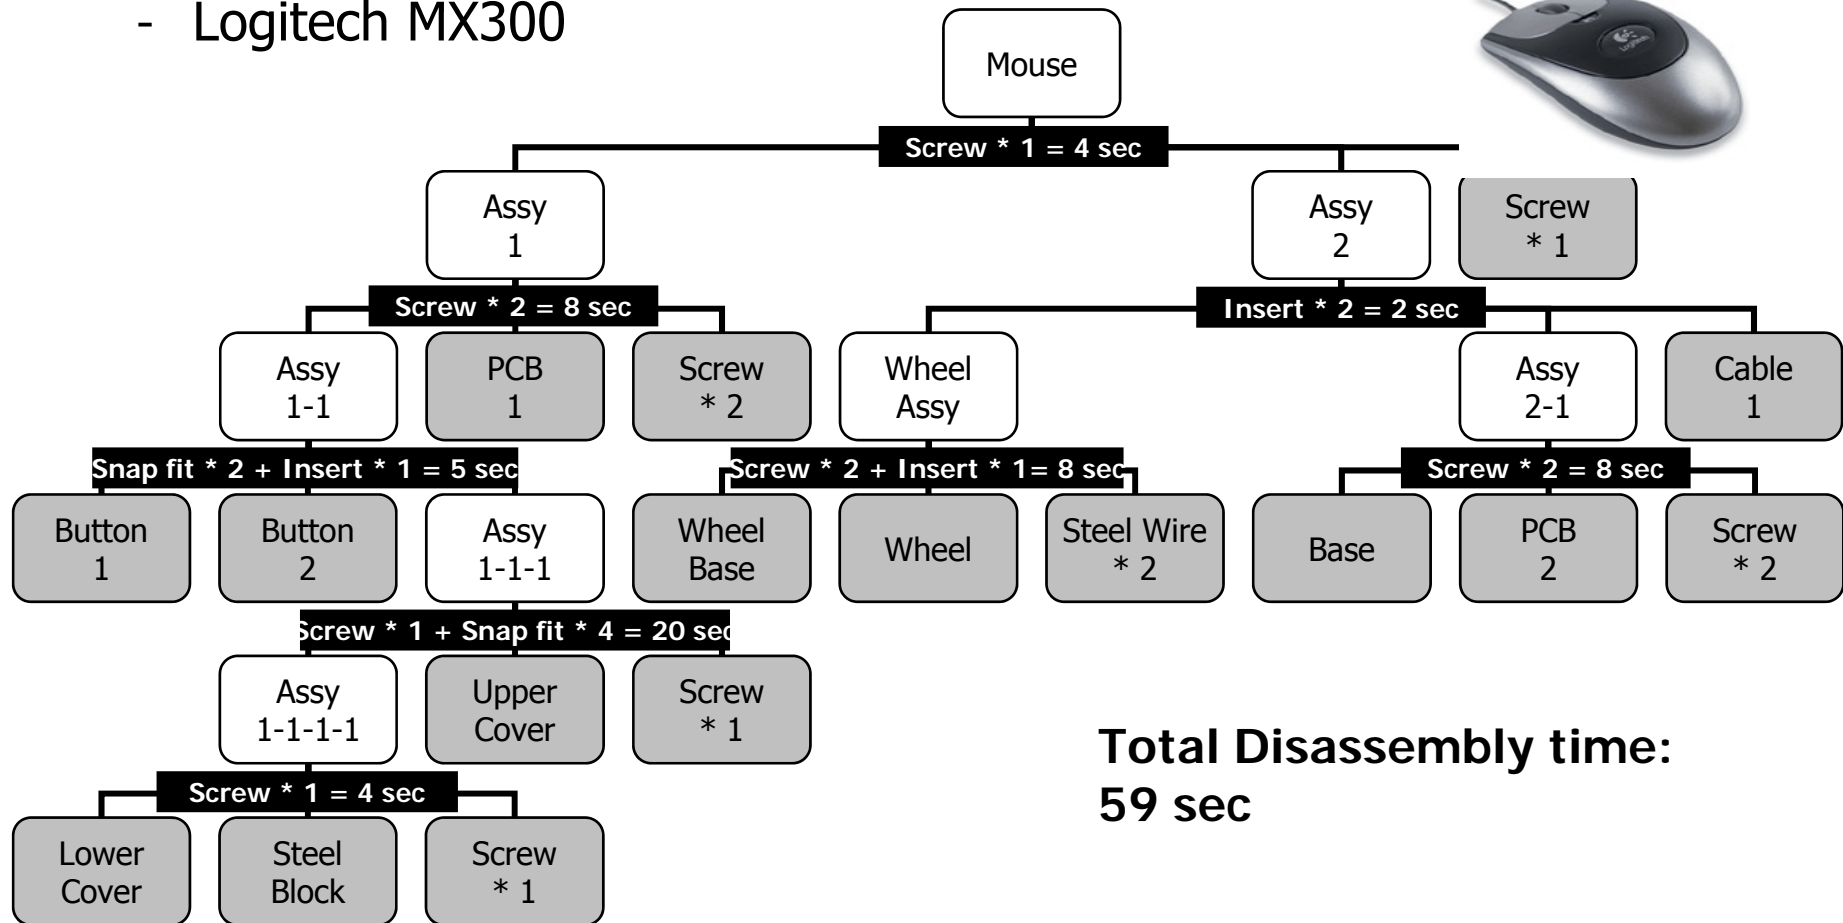 - Logitech MX300
Mouse
Screw * 1 = 4 sec
Assy
1
Assy
2
Screw
* 1
Screw * 2 = 8 sec
Insert * 2 = 2 sec
Assy
1-1
PCB
1
Screw
* 2
Wheel
Assy
Assy
2-1
Cable
1
Snap fit * 2 + Insert * 1 = 5 sec
Screw * 2 + Insert * 1= 8 sec
Screw * 2 = 8 sec
Button
1
Button
2
Assy
1-1-1
Wheel
Base
Wheel
Steel Wire
* 2
Base
PCB
2
Screw
* 2
Screw * 1 + Snap fit * 4 = 20 sec
Assy
1-1-1-1
Upper
Cover
Screw
* 1
Screw * 1 = 4 sec
Lower
Cover
Steel
Block
Screw
* 1
Total Disassembly time:
59 sec
Logitech